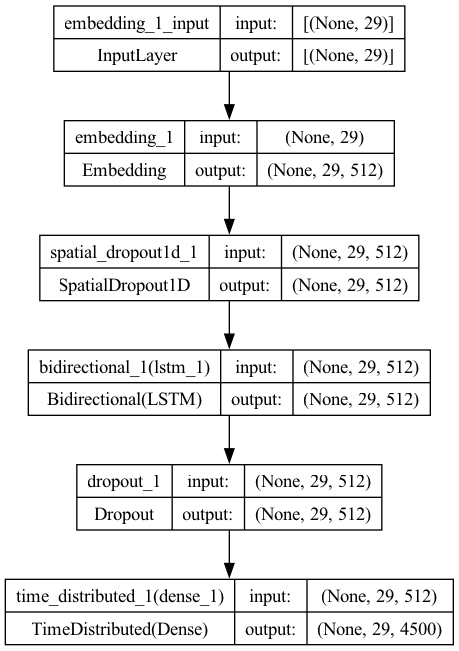 embedding_1_input input: [(None, 29)]
InputLayer output: [(None, 29)]
embedding_1 input: (None, 29)
Embedding output: (None, 29, 512)
spatial_dropout1d_1 input: (None, 29, 512)
SpatialDropout1D output: (None, 29, 512)
bidirectional_1(lstm_1) input: (None, 29, 512)
Bidirectional(LSTM) output: (None, 29, 512)
dropout_1 input: (None, 29, 512)
Dropout output: (None, 29, 512)
time_distributed_1(dense_1) input: (None, 29, 512)
TimeDistributed(Dense) output: (None, 29, 4500)